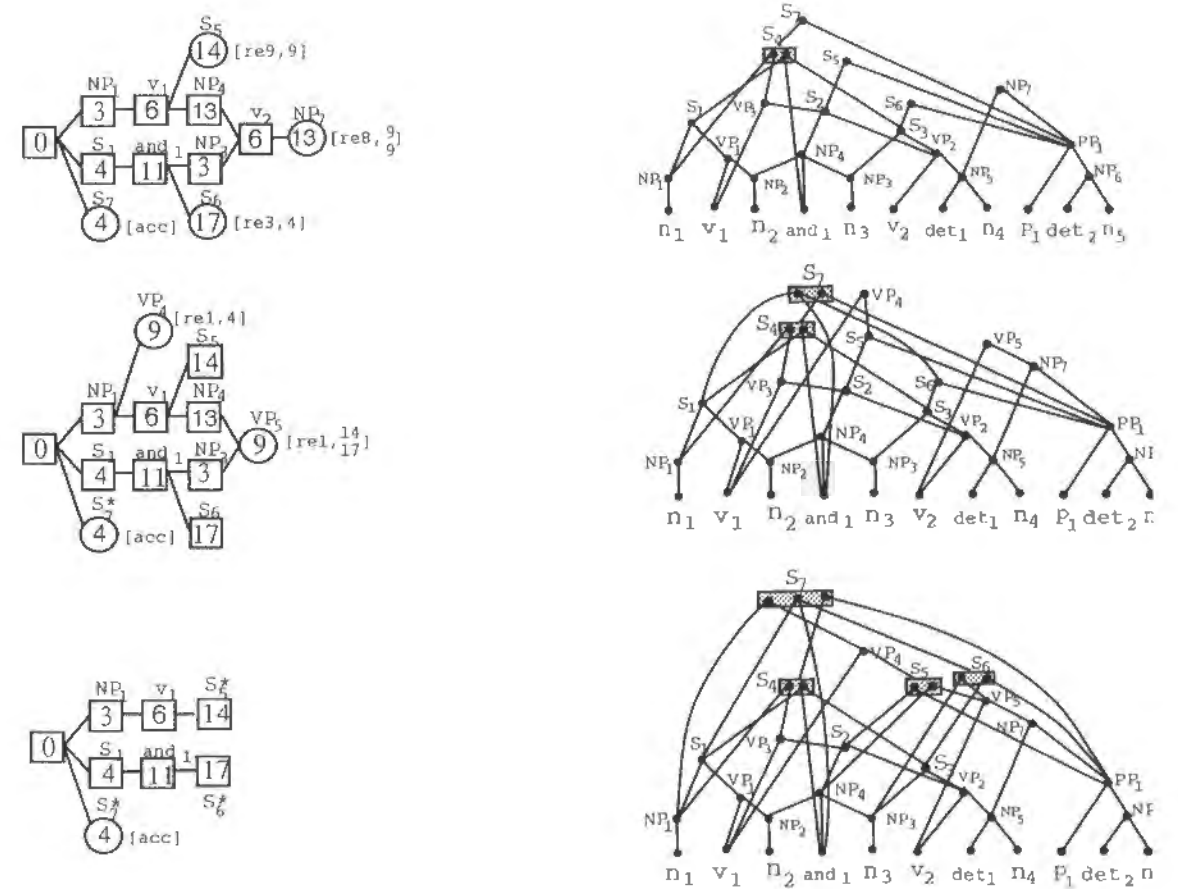 S5
14 [re9,9]
NP1 v1 NP4
3 6 13
v2 NP7
0 6 13 [re8, 9 9]
S1 and1 NP3
4 11 3
S7 S6
4 [acc] 17 [re3,4]
S7
S4 S5
NP7
VP3 S2 S6
S1 S3 PP1
VP1 NP4 VP2
NP1 NP2 NP3 NP5 NP6
n1 v1 n2 and1 n3 v2 det1 n4 p1 det2 n5
VP4
9 [re1,4]
S5
14
NP1 v1 NP4
3 6 13
VP5
0 9 [re1, 14 17]
S1 and1 NP3
4 11 3
S7* S6
4 [acc] 17
S7 VP4
S4 S5 VP5
NP7
VP3 S2 S6
S1 S3 PP1
VP1 NP4 VP2
NP1 NP2 NP3 NP5 NP
n1 v1 n2 and1 n3 v2 det1 n4 p1 det2
NP1 v1 S5*
3 6 14
0
S1 and1
4 11 17
S7* S6*
4 [acc]
S7
VP4 S5 S6
S4 VP5
NP7
S1 VP3 S2
S3 PP1
VP1 NP4 VP2
NP1 NP2 NP3 NP5 NP
n1 v1 n2 and1 n3 v2 det1 n4 p1 det2 n